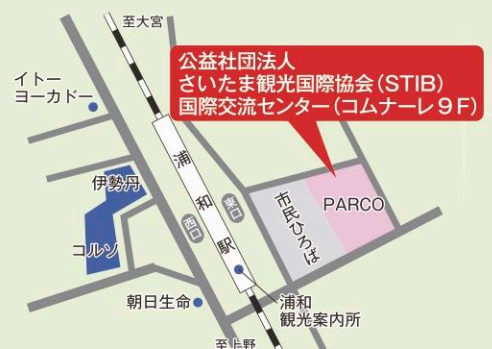 至大宮
公益社団法人
さいたま観光国際協会(STIB)
国際交流センター(コムナーレ9F)
イトー
ヨーカドー
伊勢丹
コルソ
浦和駅
西口
東口
市民ひろば
PARCO
朝日生命
浦和
観光案内所
至上野